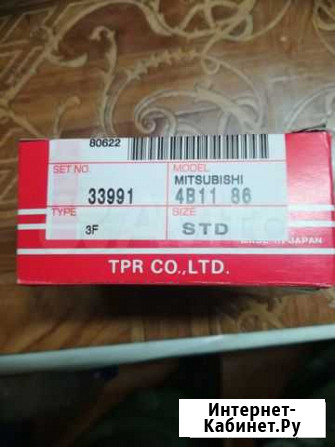 80622
SET NO.
MODEL
MITSUBISHI
33991
4B11 86
TYPE
SIZE
3F
STD
MADE IN JAPAN
TPR CO.,LTD.
Интернет-
Кабинет.Ру